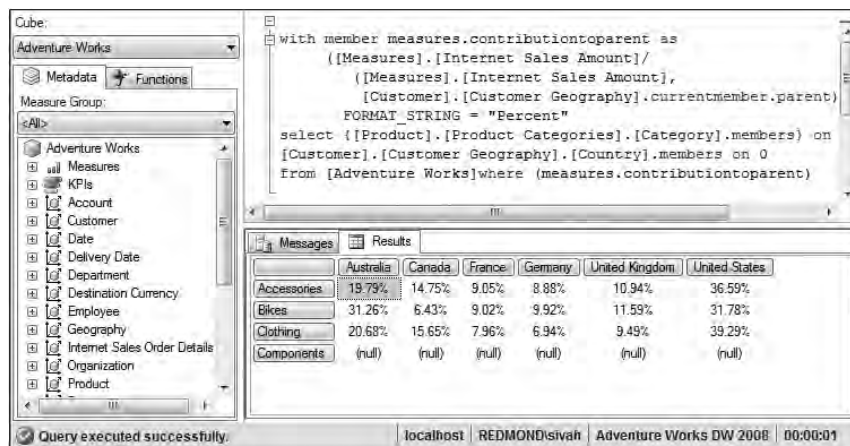 Cube:
Adventure Works
Metadata Functions
Measure Group:
<All>
Adventure Works
Measures
KPIs
Account
Customer
Date
Delivery Date
Department
Destination Currency
Employee
Geography
Internet Sales Order Details
Organization
Product
with member measures.contributiontoparent as
([Measures].[Internet Sales Amount]/
([Measures].[Internet Sales Amount],
[Customer].[Customer Geography].currentmember.parent)
FORMAT_STRING = "Percent"
select {[Product].[Product Categories].[Category].members} on
[Customer].[Customer Geography].[Country].members on 0
from [Adventure Works]where (measures.contributiontoparent)
Messages Results
Australia Canada France Germany United Kingdom United States
Accessories 19.79% 14.75% 9.05% 8.88% 10.94% 36.59%
Bikes 31.26% 6.43% 9.02% 9.92% 11.59% 31.78%
Clothing 20.68% 15.65% 7.96% 6.94% 9.49% 39.29%
Components (null) (null) (null) (null) (null) (null)
Query executed successfully. localhost REDMOND\sivah Adventure Works DW 2008 00:00:01